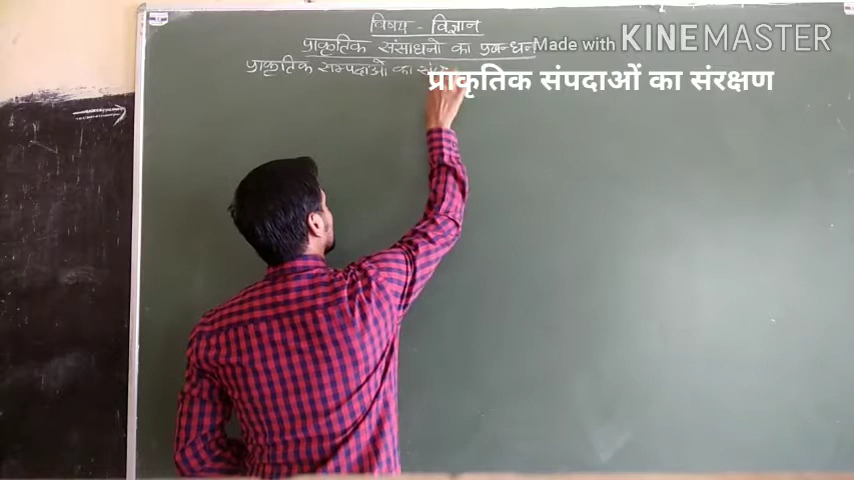 विषय - विज्ञान
प्राकृतिक संसाधनो का प्रबन्धन
Made with KINEMASTER
प्राकृतिक सम्पदाओं का
प्राकृतिक संपदाओं का संरक्षण